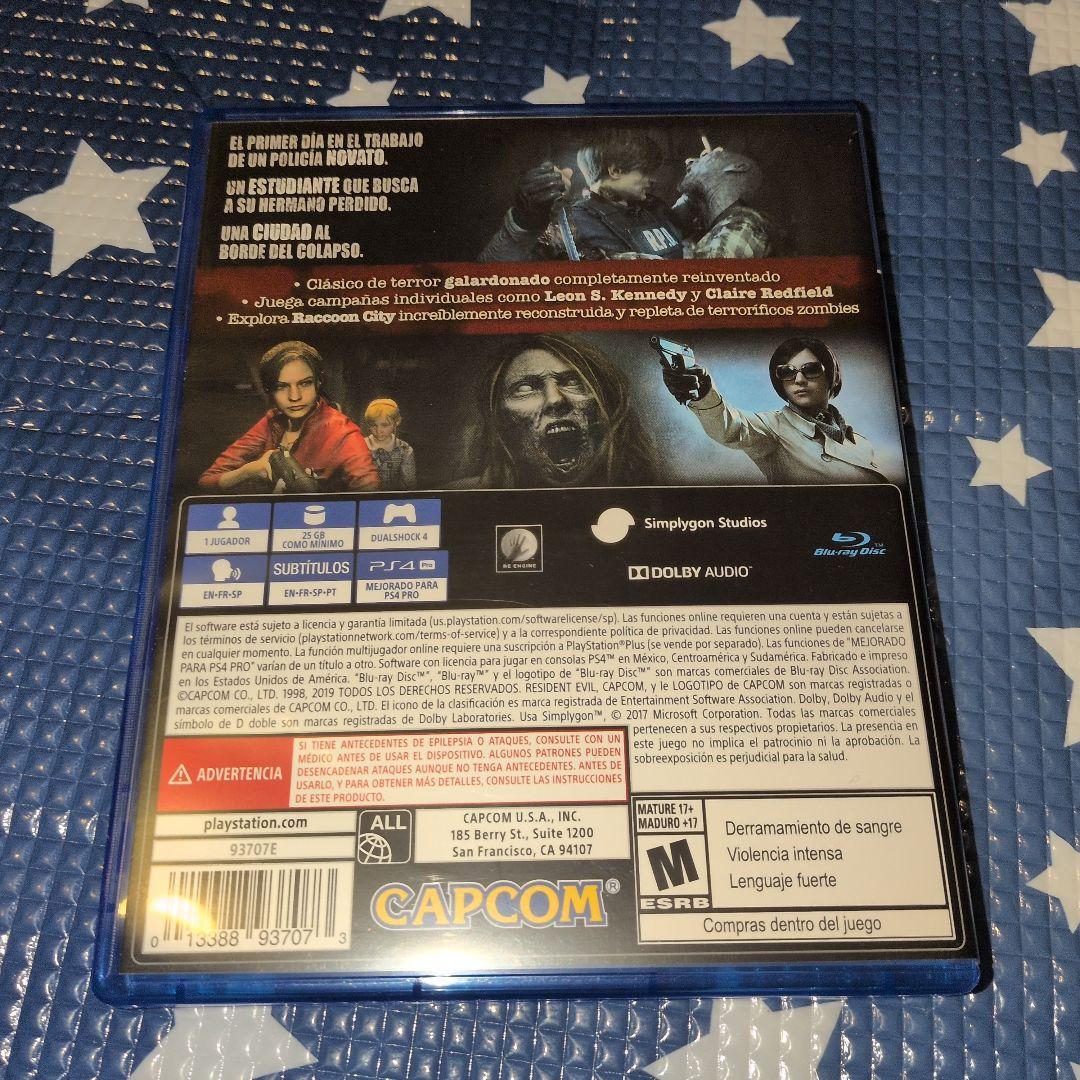 EL PRIMER DÍA EN EL TRABAJO
DE UN POLICÍA NOVATO.
UN ESTUDIANTE QUE BUSCA
A SU HERMANO PERDIDO.
UNA CIUDAD AL
BORDE DEL COLAPSO.
R.P.D.
• Clásico de terror galardonado completamente reinventado
• Juega campañas individuales como Leon S. Kennedy y Claire Redfield
• Explora Raccoon City increíblemente reconstruida y repleta de terroríficos zombies
1 JUGADOR
25 GB
COMO MÍNIMO
DUALSHOCK 4
EN•FR•SP
SUBTÍTULOS
EN•FR•SP•PT
PS4 Pro
MEJORADO PARA
PS4 PRO
RE ENGINE
Simplygon Studios
DOLBY AUDIO™
Blu-ray Disc™
El software está sujeto a licencia y garantía limitada (us.playstation.com/softwarelicense/sp). Las funciones online requieren una cuenta y están sujetas a
los términos de servicio (playstationnetwork.com/terms-of-service) y a la correspondiente política de privacidad. Las funciones online pueden cancelarse
en cualquier momento. La función multijugador online requiere una suscripción a PlayStation®Plus (se vende por separado). Las funciones de "MEJORADO
PARA PS4 PRO" varían de un título a otro. Software con licencia para jugar en consolas PS4™ en México, Centroamérica y Sudamérica. Fabricado e impreso
en los Estados Unidos de América. "Blu-ray Disc™", "Blu-ray™" y el logotipo de "Blu-ray Disc™" son marcas comerciales de Blu-ray Disc Association.
©CAPCOM CO., LTD. 1998, 2019 TODOS LOS DERECHOS RESERVADOS. RESIDENT EVIL, CAPCOM, y le LOGOTIPO de CAPCOM son marcas registradas o
marcas comerciales de CAPCOM CO., LTD. El icono de la clasificación es marca registrada de Entertainment Software Association. Dolby, Dolby Audio y el
símbolo de D doble son marcas registradas de Dolby Laboratories. Usa Simplygon™, © 2017 Microsoft Corporation. Todas las marcas comerciales
pertenecen a sus respectivos propietarios. La presencia en
este juego no implica el patrocinio ni la aprobación. La
sobreexposición es perjudicial para la salud.
ADVERTENCIA
SI TIENE ANTECEDENTES DE EPILEPSIA O ATAQUES, CONSULTE CON UN
MÉDICO ANTES DE USAR EL DISPOSITIVO. ALGUNOS PATRONES PUEDEN
DESENCADENAR ATAQUES AUNQUE NO TENGA ANTECEDENTES. ANTES DE
USARLO, Y PARA OBTENER MÁS DETALLES, CONSULTE LAS INSTRUCCIONES
DE ESTE PRODUCTO.
playstation.com
93707E
ALL
CAPCOM U.S.A., INC.
185 Berry St., Suite 1200
San Francisco, CA 94107
0 13388 93707 3
CAPCOM®
MATURE 17+
MADURO +17
M
ESRB
Derramamiento de sangre
Violencia intensa
Lenguaje fuerte
Compras dentro del juego